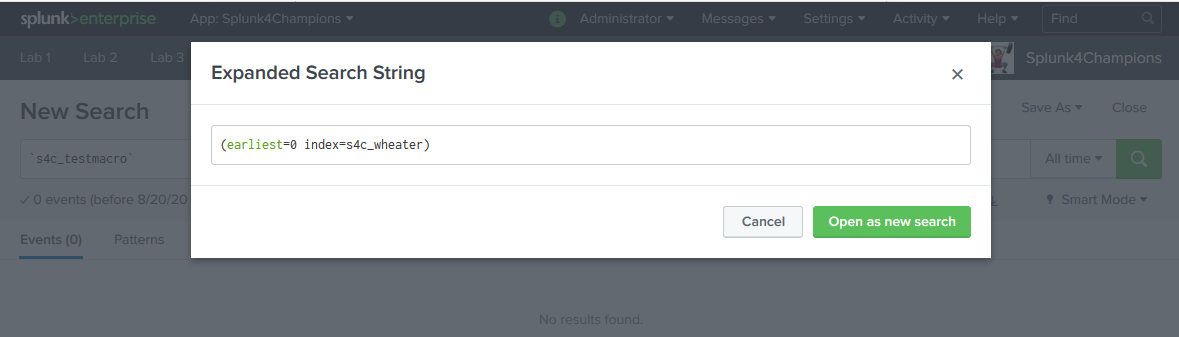 splunk>enterprise App: Splunk4Champions i Administrator Messages Settings Activity Help Find
Lab 1 Lab 2 Lab 3 Splunk4Champions
Expanded Search String
New Search Save As Close
(earliest=0 index=s4c_wheater)
`s4c_testmacro` All time
0 events (before 8/20/20 Smart Mode
Cancel Open as new search
Events (0) Patterns
No results found.